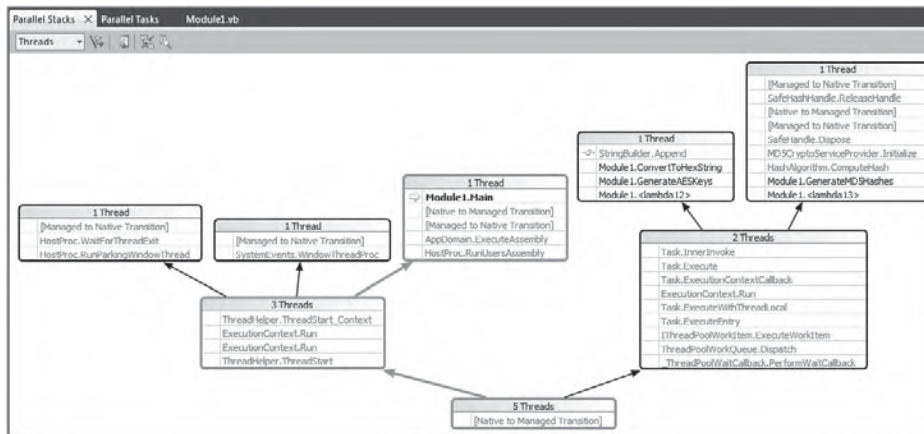 Parallel Stacks X Parallel Tasks Module1.vb
Threads
1 Thread
[Managed to Native Transition]
SafeHashHandle.ReleaseHandle
[Native to Managed Transition]
[Managed to Native Transition]
SafeHandle.Dispose
MD5CryptoServiceProvider.Initialize
HashAlgorithm.ComputeHash
Module1.GenerateMD5Hashes
Module1.<lambda13>
1 Thread
StringBuilder.Append
Module1.ConvertToHexString
Module1.GenerateAESKeys
Module1.<lambda12>
1 Thread
Module1.Main
[Native to Managed Transition]
[Managed to Native Transition]
AppDomain.ExecuteAssembly
HostProc.RunUsersAssembly
1 Thread
[Managed to Native Transition]
HostProc.WaitForThreadExit
HostProc.RunParkingWindowThread
1 Thread
[Managed to Native Transition]
SystemEvents.WindowThreadProc
2 Threads
Task.InnerInvoke
Task.Execute
Task.ExecutionContextCallback
ExecutionContext.Run
Task.ExecuteWithThreadLocal
Task.ExecuteEntry
IThreadPoolWorkItem.ExecuteWorkItem
ThreadPoolWorkQueue.Dispatch
_ThreadPoolWaitCallback.PerformWaitCallback
3 Threads
ThreadHelper.ThreadStart_Context
ExecutionContext.Run
ExecutionContext.Run
ThreadHelper.ThreadStart
5 Threads
[Native to Managed Transition]